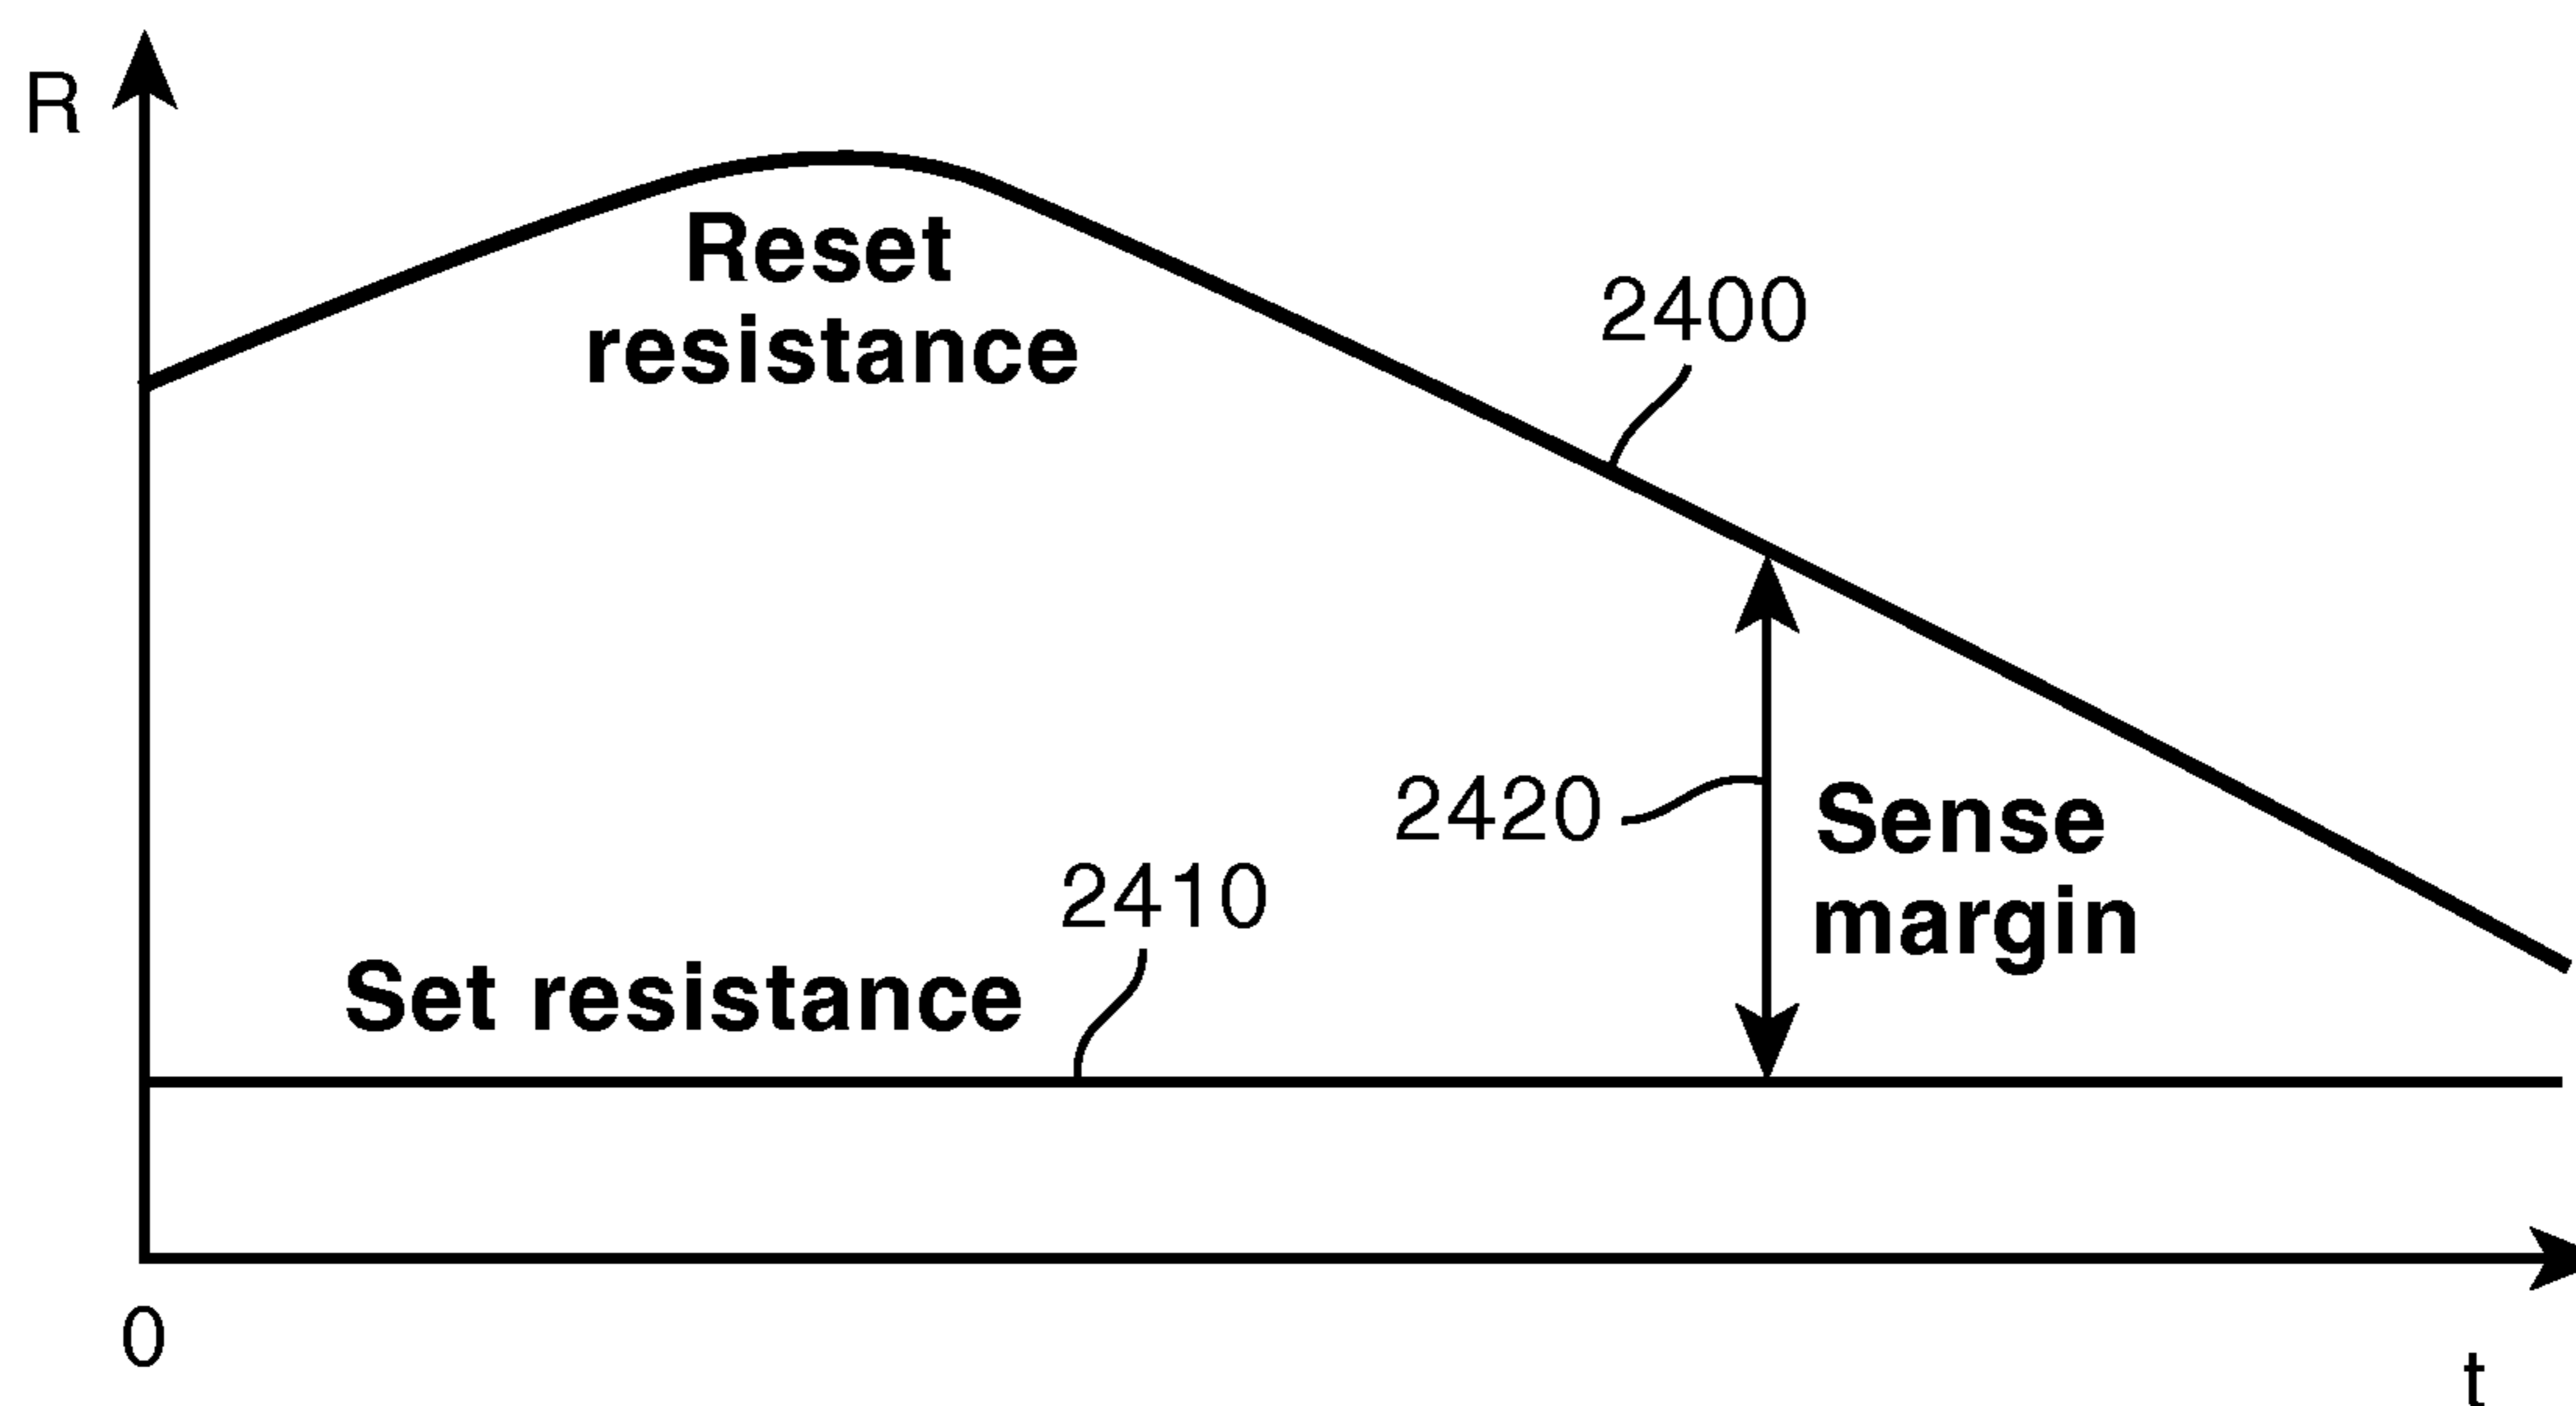 R
Reset
resistance
2400
2420
Sense
margin
2410
Set resistance
0
t